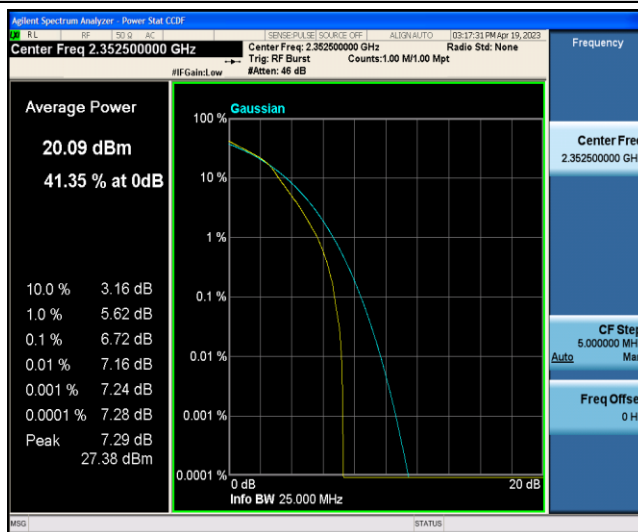 Agilent Spectrum Analyzer - Power Stat CCDF
RL RF 50 Ω AC SENSE:PULSE SOURCE OFF ALIGN AUTO 03:17:31 PM Apr 19, 2023
Center Freq 2.352500000 GHz
Center Freq: 2.352500000 GHz Radio Std: None
Trig: RF Burst Counts:1.00 M/1.00 Mpt
#IFGain:Low #Atten: 46 dB
Frequency
Average Power
20.09 dBm
41.35 % at 0dB
10.0 % 3.16 dB
1.0 % 5.62 dB
0.1 % 6.72 dB
0.01 % 7.16 dB
0.001 % 7.24 dB
0.0001 % 7.28 dB
Peak 7.29 dB
27.38 dBm
Gaussian
100 %
10 %
1 %
0.1 %
0.01 %
0.001 %
0.0001 %
0 dB 20 dB
Info BW 25.000 MHz
Center Freq
2.352500000 GH
CF Step
5.000000 MH
Auto Ma
Freq Offse
0 H
MSG STATUS